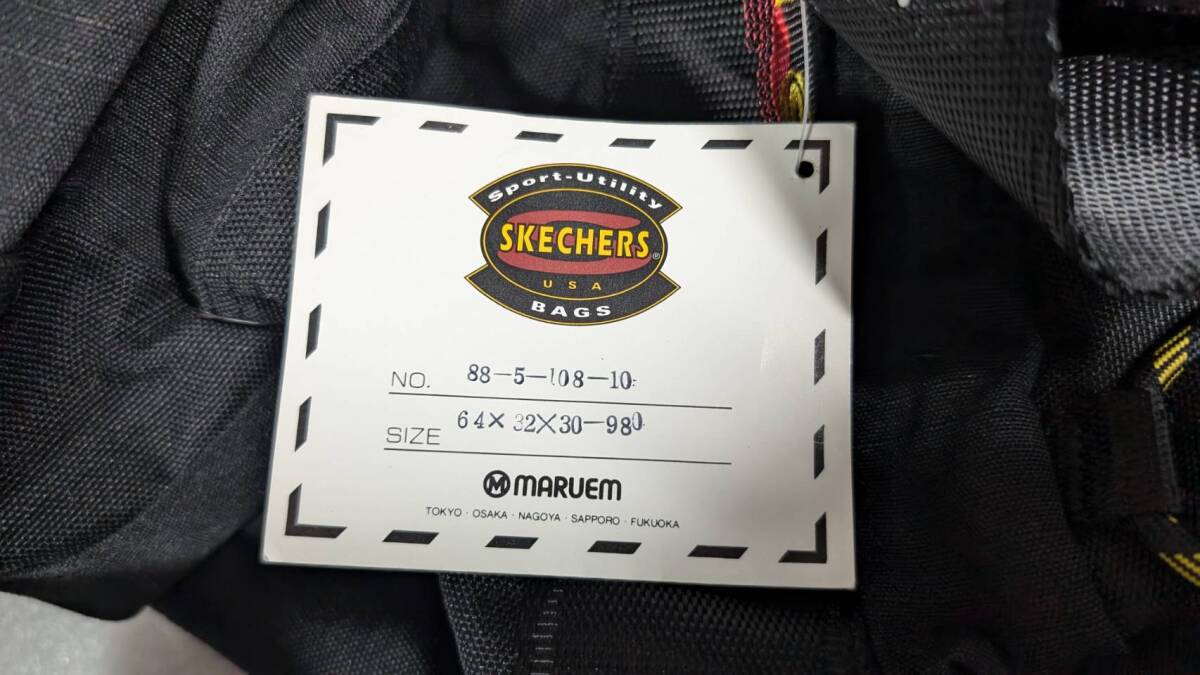 Sport-Utility
SKECHERS®
USA
BAGS
NO. 88-5-108-10
SIZE 64×32×30-980
M MARUEM
TOKYO · OSAKA · NAGOYA · SAPPORO · FUKUOKA